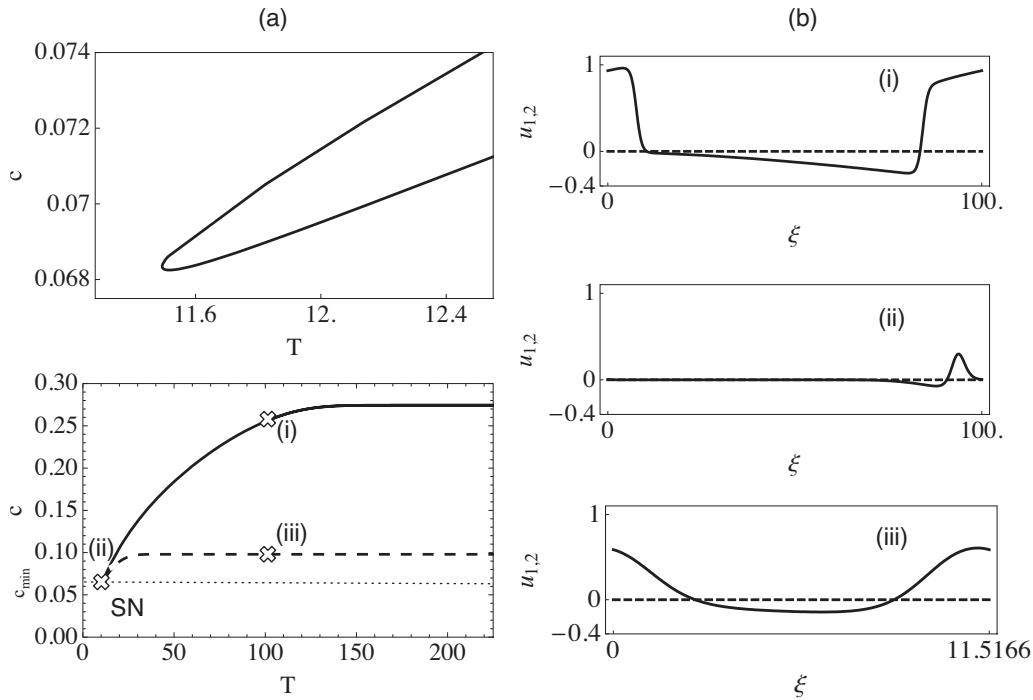 (a)
0.074
0.072
0.07
0.068
c
11.6
12.
12.4
T
0.30
0.25
0.20
0.15
0.10
0.05
0.00
c
c_min
(i)
(ii)
(iii)
SN
0
50
100
150
200
T
(b)
(i)
1
0
−0.4
u1,2
0
100.
ξ
(ii)
1
0
−0.4
u1,2
0
100.
ξ
(iii)
1
0
−0.4
u1,2
0
11.5166
ξ